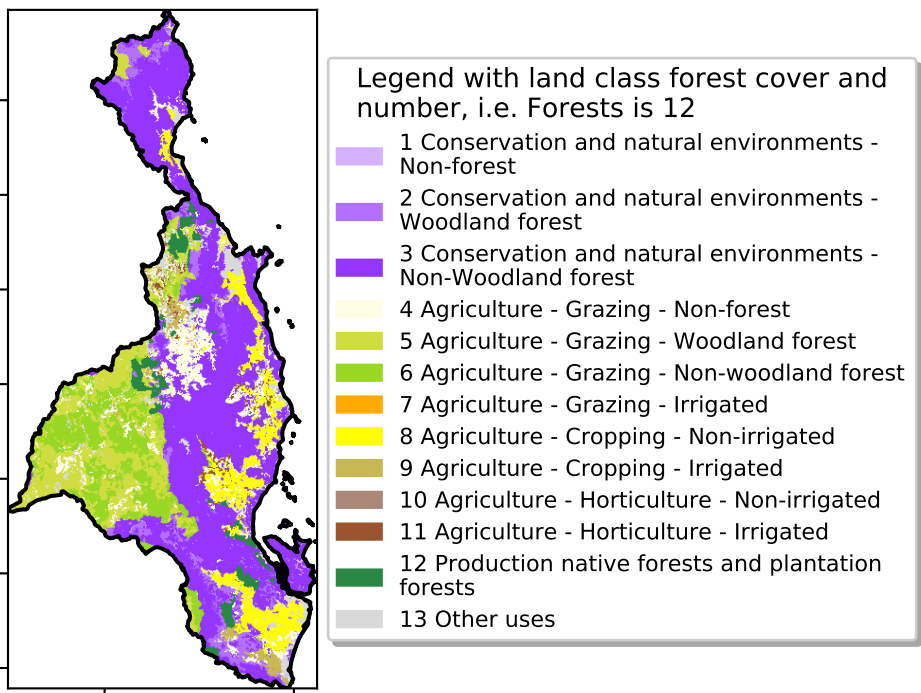 Legend with land class forest cover and
number, i.e. Forests is 12
1 Conservation and natural environments -
Non-forest
2 Conservation and natural environments -
Woodland forest
3 Conservation and natural environments -
Non-Woodland forest
4 Agriculture - Grazing - Non-forest
5 Agriculture - Grazing - Woodland forest
6 Agriculture - Grazing - Non-woodland forest
7 Agriculture - Grazing - Irrigated
8 Agriculture - Cropping - Non-irrigated
9 Agriculture - Cropping - Irrigated
10 Agriculture - Horticulture - Non-irrigated
11 Agriculture - Horticulture - Irrigated
12 Production native forests and plantation
forests
13 Other uses